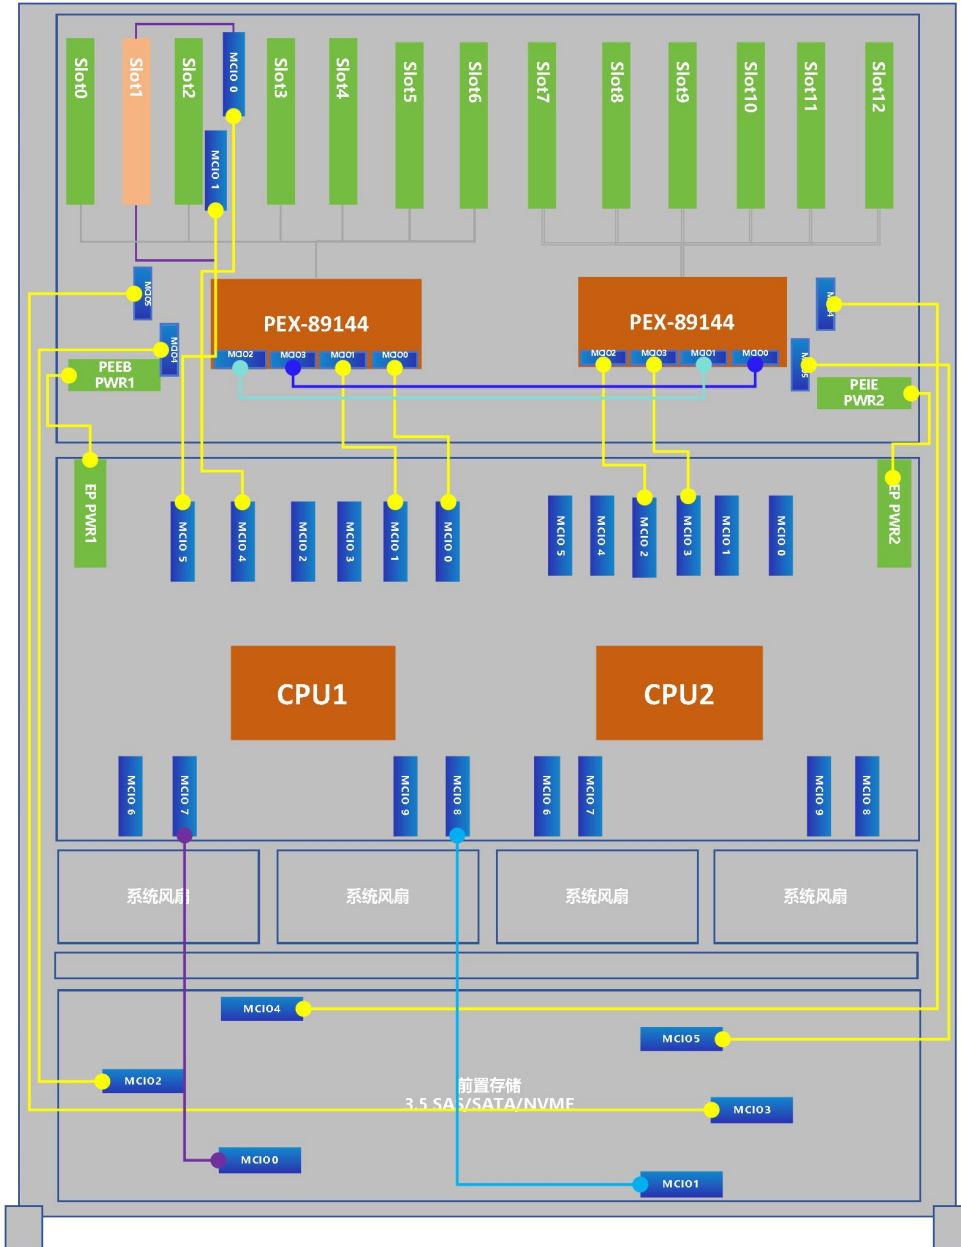 Slot0
Slot1
Slot2
MCIO 0
Slot3
Slot4
Slot5
Slot6
Slot7
Slot8
Slot9
Slot10
Slot11
Slot12
MCIO 1
MCIO5
MCIO4
PEX-89144
MCIO2
MCIO3
MCIO1
MCIO0
PEX-89144
MCIO2
MCIO3
MCIO1
MCIO0
PEEB
PWR1
PEIE
PWR2
EP PWR1
MCIO 5
MCIO 4
MCIO 2
MCIO 3
MCIO 1
MCIO 0
MCIO 5
MCIO 4
MCIO 2
MCIO 3
MCIO 1
MCIO 0
EP PWR2
CPU1
CPU2
MCIO 6
MCIO 7
MCIO 9
MCIO 8
MCIO 6
MCIO 7
MCIO 9
MCIO 8
系统风扇
系统风扇
系统风扇
系统风扇
MCIO4
MCIO5
MCIO2
前置存储
3.5 SAS/SATA/NVME
MCIO3
MCIO0
MCIO1